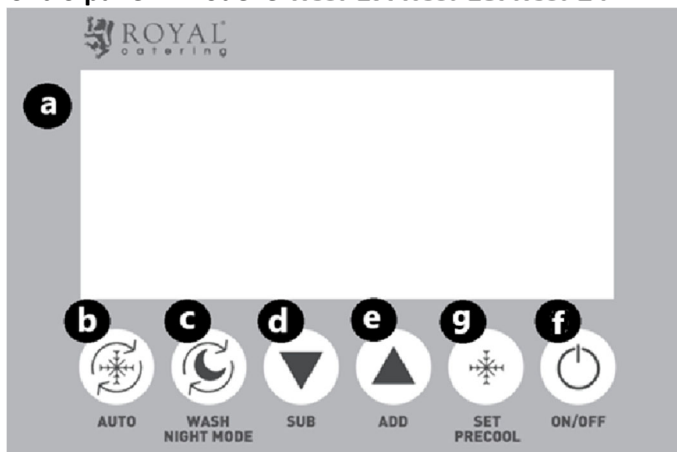 ROYAL
catering
a
b
c
d
e
g
f
AUTO
WASH
NIGHT MODE
SUB
ADD
SET
PRECOOL
ON/OFF